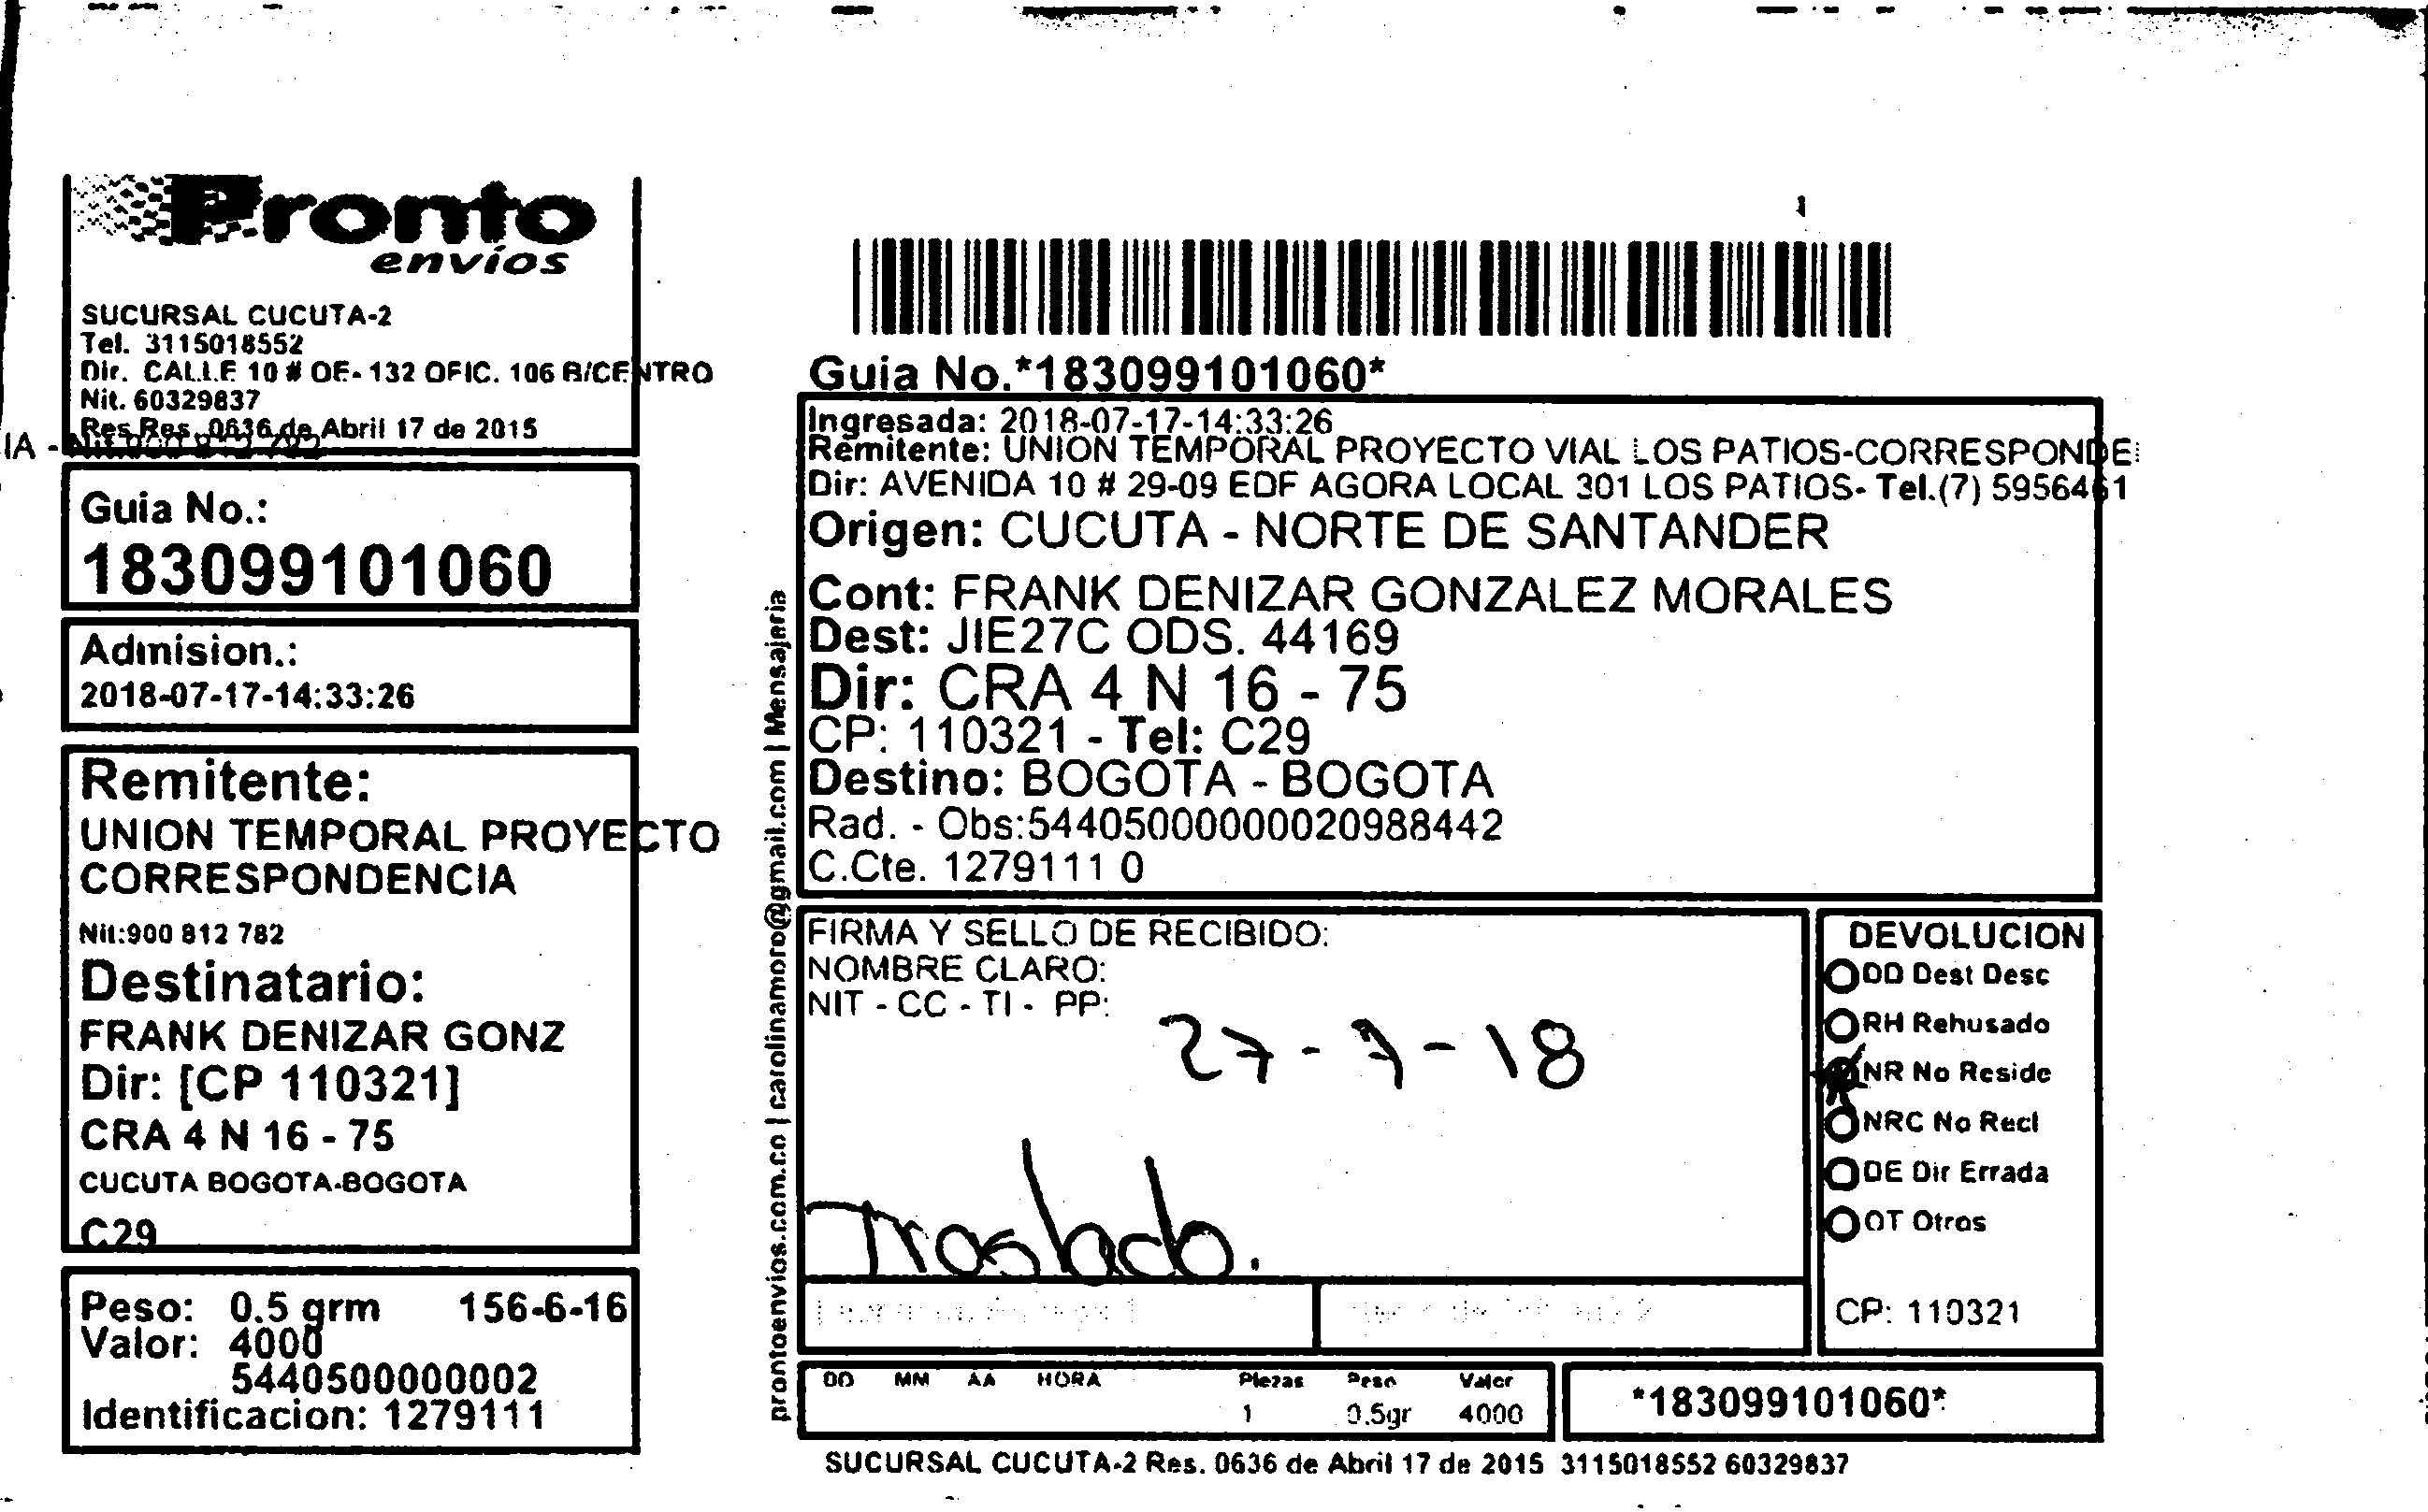 Pronto
envios
SUCURSAL CUCUTA-2
Tel. 3115018552
Dir. CALLE 10 # OE-132 OFIC. 106 B/CENTRO
Nit. 60329837
Res Res. 0636 de Abril 17 de 2015
IA - Nit.900 812 782
Guia No.:
183099101060
Admision.:
2018-07-17-14:33:26
Remitente:
UNION TEMPORAL PROYECTO
CORRESPONDENCIA
Nit:900 812 782
Destinatario:
FRANK DENIZAR GONZ
Dir: [CP 110321]
CRA 4 N 16 - 75
CUCUTA BOGOTA-BOGOTA
C29
Peso: 0.5 grm 156-6-16
Valor: 4000
5440500000002
Identificacion: 1279111
prontoenvios.com.co | carolinamoro@gmail.com | Mensajeria
Guia No.*183099101060*
Ingresada: 2018-07-17-14:33:26
Remitente: UNION TEMPORAL PROYECTO VIAL LOS PATIOS-CORRESPONDE
Dir: AVENIDA 10 # 29-09 EDF AGORA LOCAL 301 LOS PATIOS- Tel.(7) 5956461
Origen: CUCUTA - NORTE DE SANTANDER
Cont: FRANK DENIZAR GONZALEZ MORALES
Dest: JIE27C ODS. 44169
Dir: CRA 4 N 16 - 75
CP: 110321 - Tel: C29
Destino: BOGOTA - BOGOTA
Rad. - Obs:544050000000020988442
C.Cte. 1279111 0
FIRMA Y SELLO DE RECIBIDO:
NOMBRE CLARO:
NIT - CC - TI - PP:
27-7-18
Traslado.
DEVOLUCION
DD Dest Desc
RH Rehusado
NR No Reside
NRC No Recl
DE Dir Errada
OT Otros
CP: 110321
DD MM AA HORA Piezas Peso Valor
1 0.5gr 4000
*183099101060*
SUCURSAL CUCUTA-2 Res. 0636 de Abril 17 de 2015 3115018552 60329837